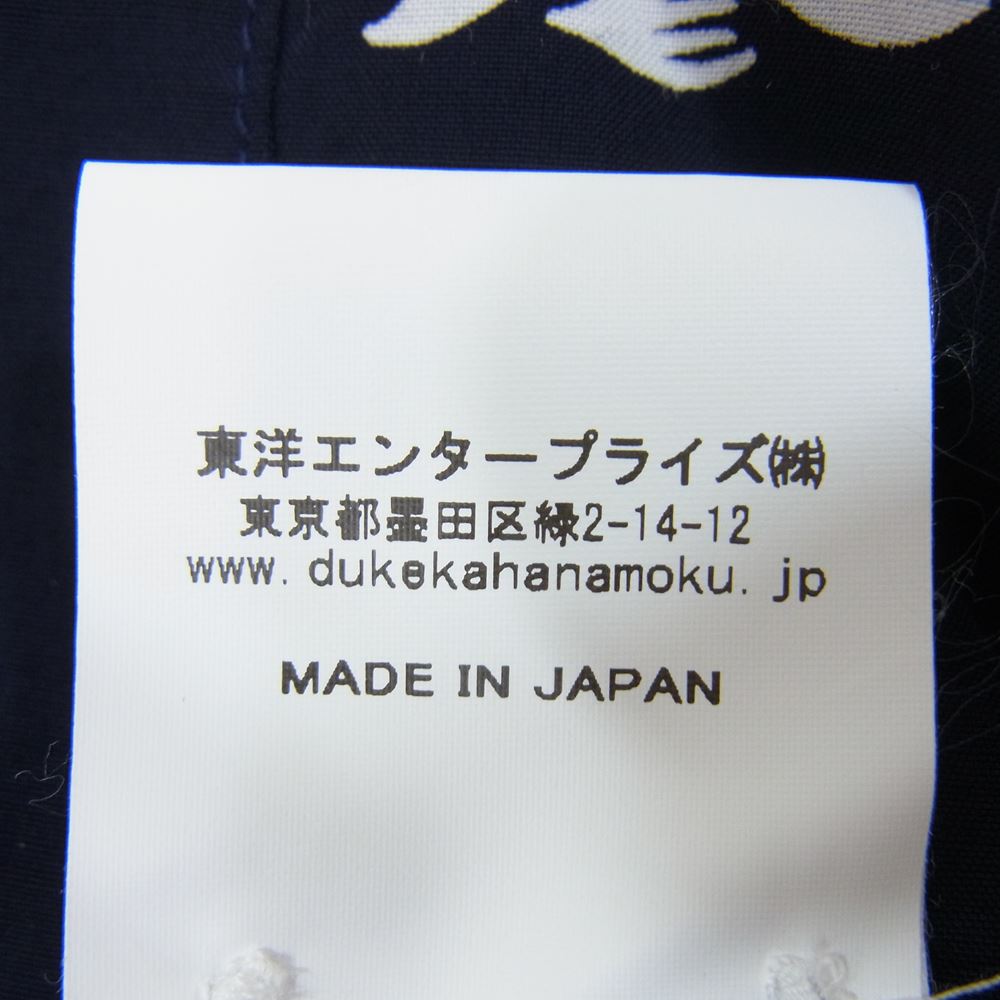 東洋エンタープライズ㈱
東京都墨田区緑2-14-12
www.dukekahanamoku.jp
MADE IN JAPAN